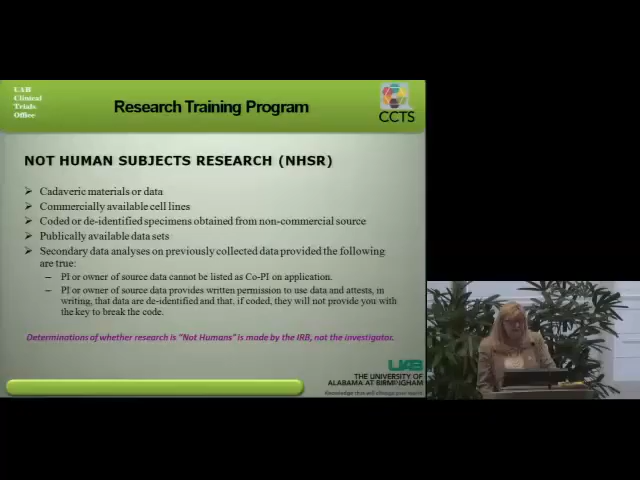 UAB
Clinical
Trials
Office
Research Training Program
CCTS
NOT HUMAN SUBJECTS RESEARCH (NHSR)
➢ Cadaveric materials or data
➢ Commercially available cell lines
➢ Coded or de-identified specimens obtained from non-commercial source
➢ Publically available data sets
➢ Secondary data analyses on previously collected data provided the following
are true:
– PI or owner of source data cannot be listed as Co-PI on application.
– PI or owner of source data provides written permission to use data and attests, in
writing, that data are de-identified and that, if coded, they will not provide you with
the key to break the code.
Determinations of whether research is "Not Humans" is made by the IRB, not the investigator.
UAB
THE UNIVERSITY OF
ALABAMA AT BIRMINGHAM
Knowledge that will change your world